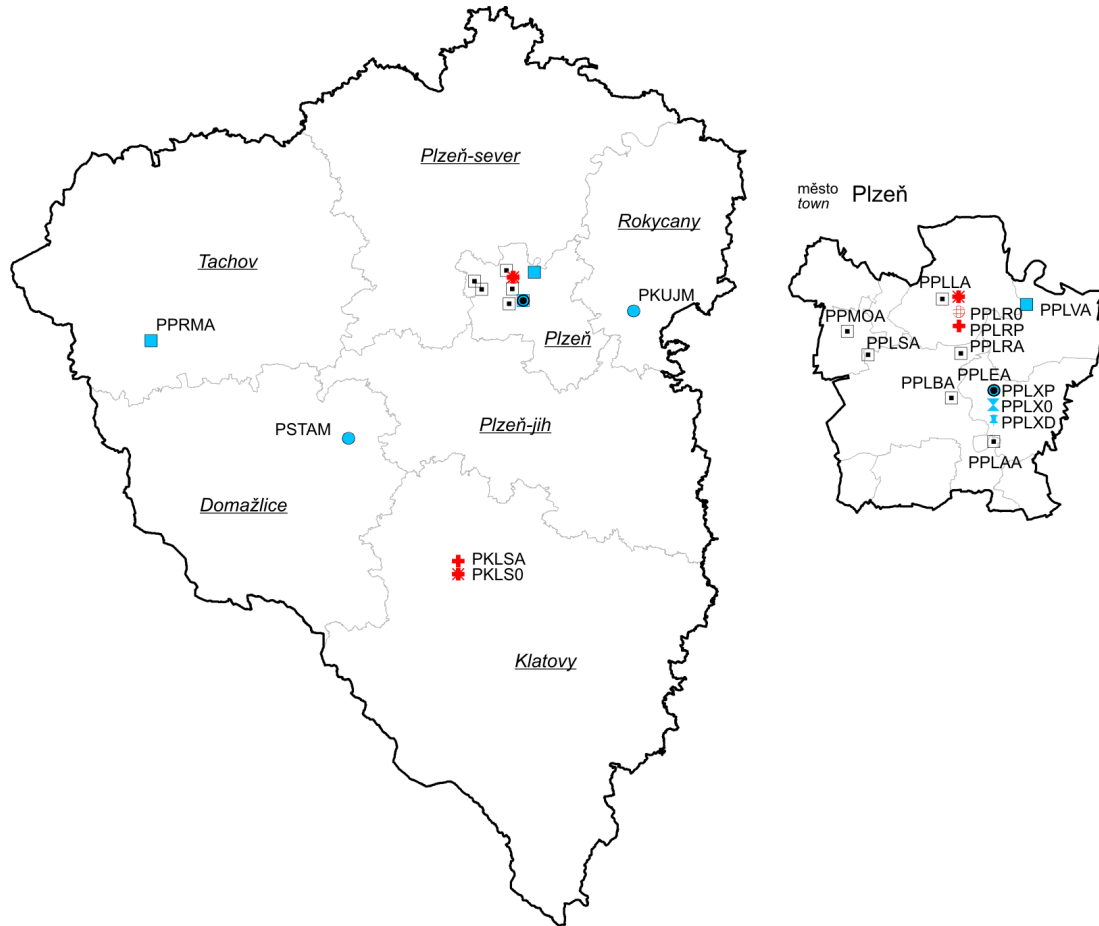 Plzeň-sever
Rokycany
Tachov
PKUJM
PPRMA
Plzeň
PSTAM
Plzeň-jih
Domažlice
PKLSA
PKLS0
Klatovy
město
town
Plzeň
PPLLA
PPLVA
PPMOA
PPLR0
PPLRP
PPLSA
PPLRA
PPLEA
PPLBA
PPLXP
PPLX0
PPLXD
PPLAA